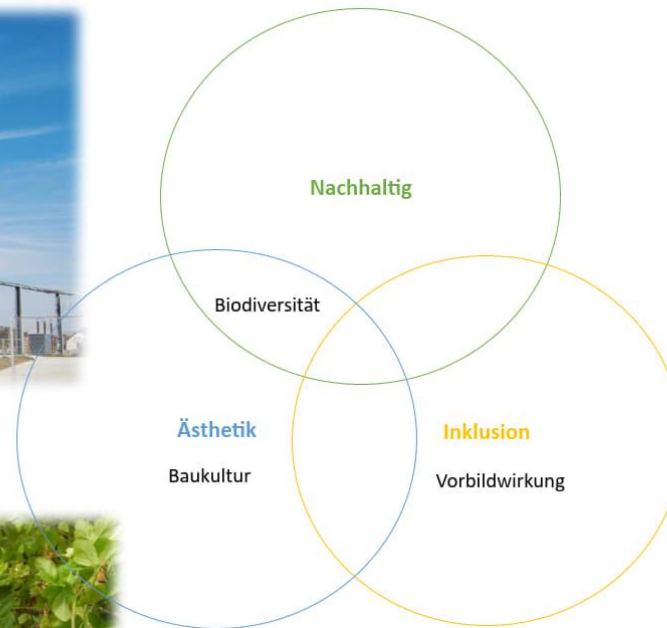 Nachhaltig
Biodiversität
Ästhetik
Inklusion
Baukultur
Vorbildwirkung